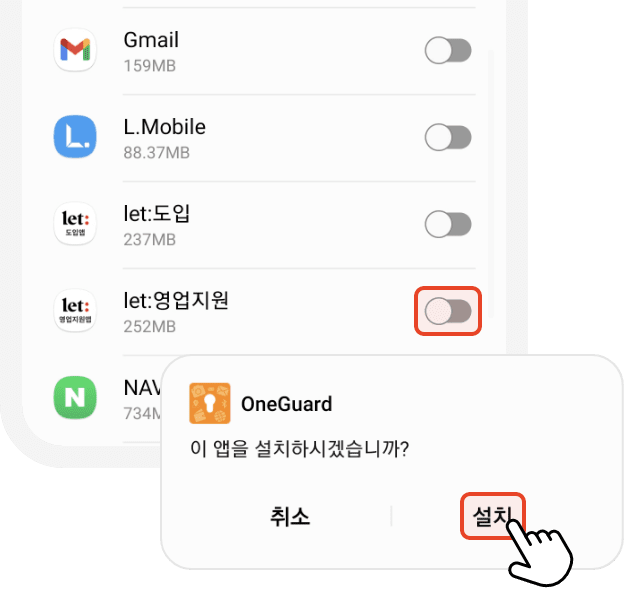 Gmail
159MB
L.
L.Mobile
88.37MB
let:
도입앱
let:도입
237MB
let:
영업지원앱
let:영업지원
252MB
N
NAV
734M
OneGuard
이 앱을 설치하시겠습니까?
취소
설치